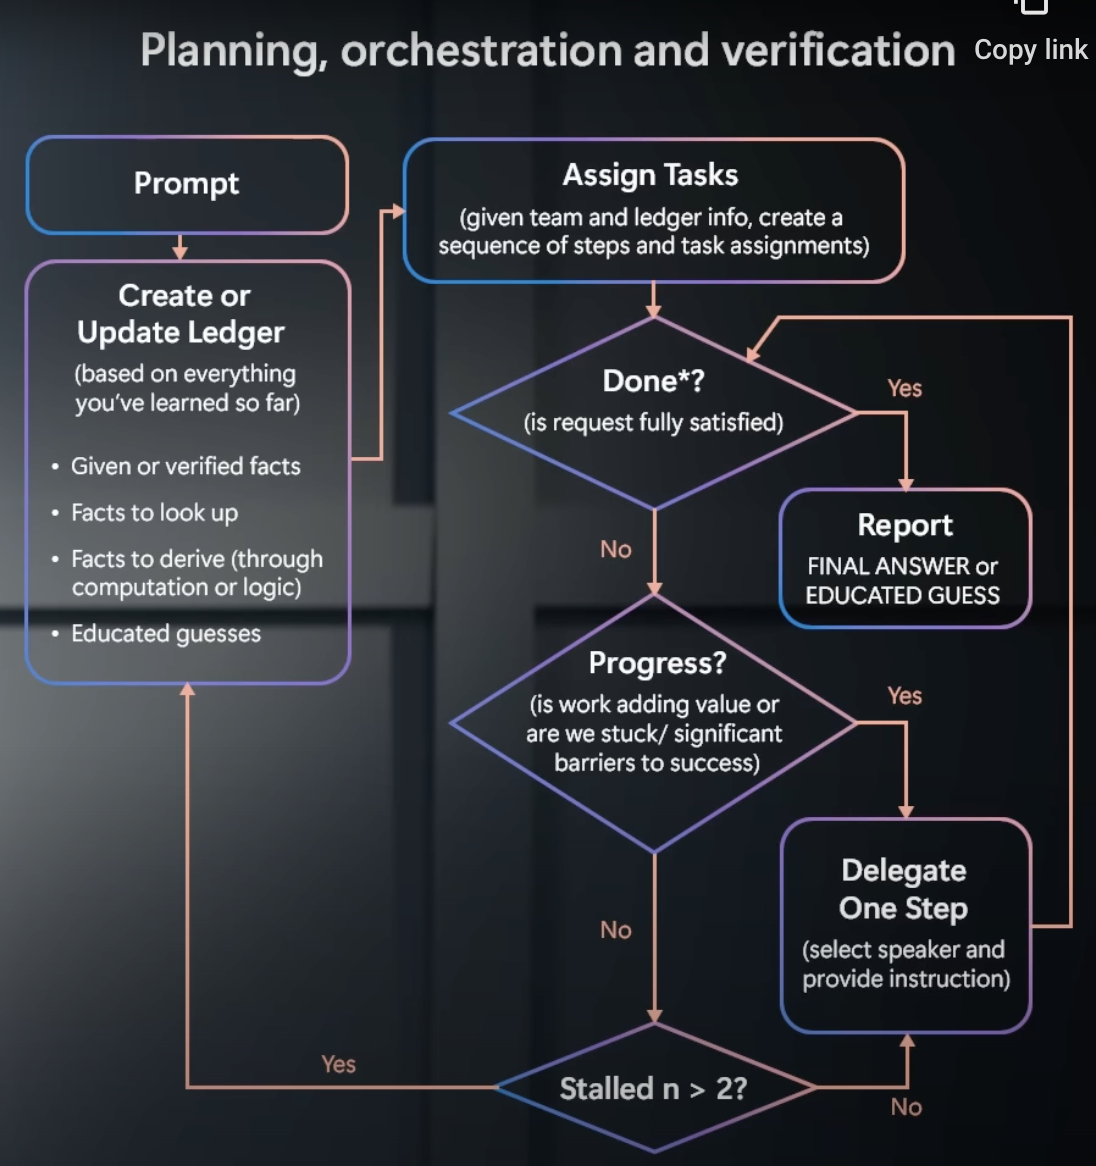 Planning, orchestration and verification
Copy link
Prompt
Create or
Update Ledger
(based on everything
you've learned so far)
• Given or verified facts
• Facts to look up
• Facts to derive (through
computation or logic)
• Educated guesses
Assign Tasks
(given team and ledger info, create a
sequence of steps and task assignments)
Done*?
(is request fully satisfied)
Yes
No
Report
FINAL ANSWER or
EDUCATED GUESS
Progress?
(is work adding value or
are we stuck/ significant
barriers to success)
Yes
No
Delegate
One Step
(select speaker and
provide instruction)
Stalled n > 2?
Yes
No